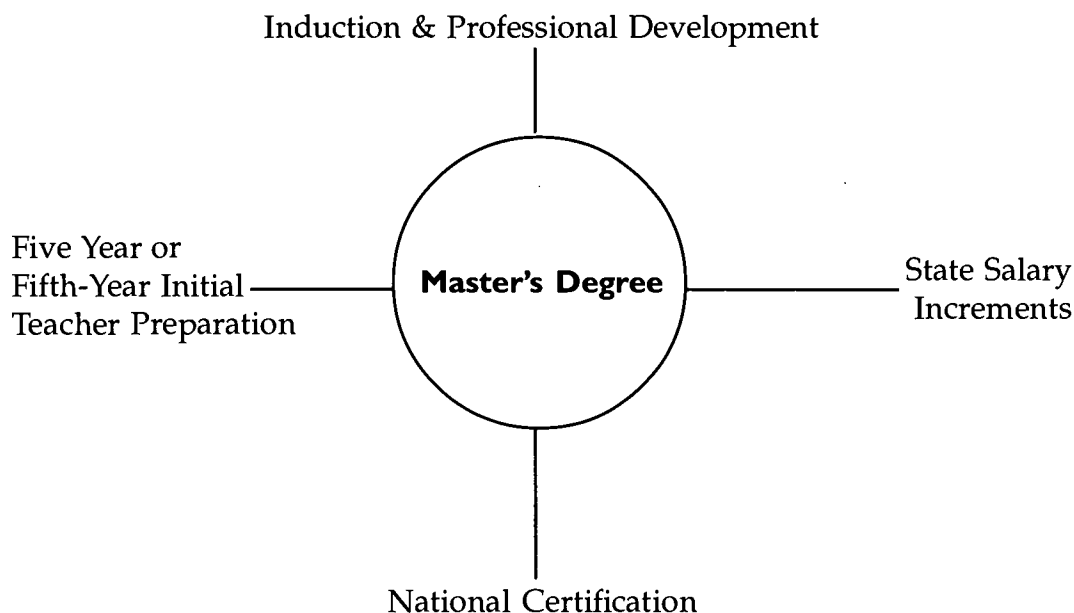 Induction & Professional Development
Five Year or
Fifth-Year Initial
Teacher Preparation
Master's Degree
State Salary
Increments
National Certification